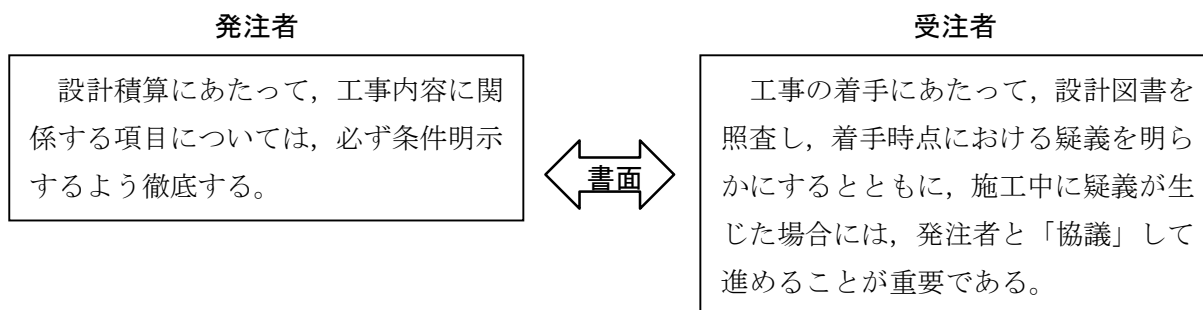 発注者
設計積算にあたって，工事内容に関
係する項目については，必ず条件明示
するよう徹底する。
書面
受注者
工事の着手にあたって，設計図書を
照査し，着手時点における疑義を明ら
かにするとともに，施工中に疑義が生
じた場合には，発注者と「協議」して
進めることが重要である。